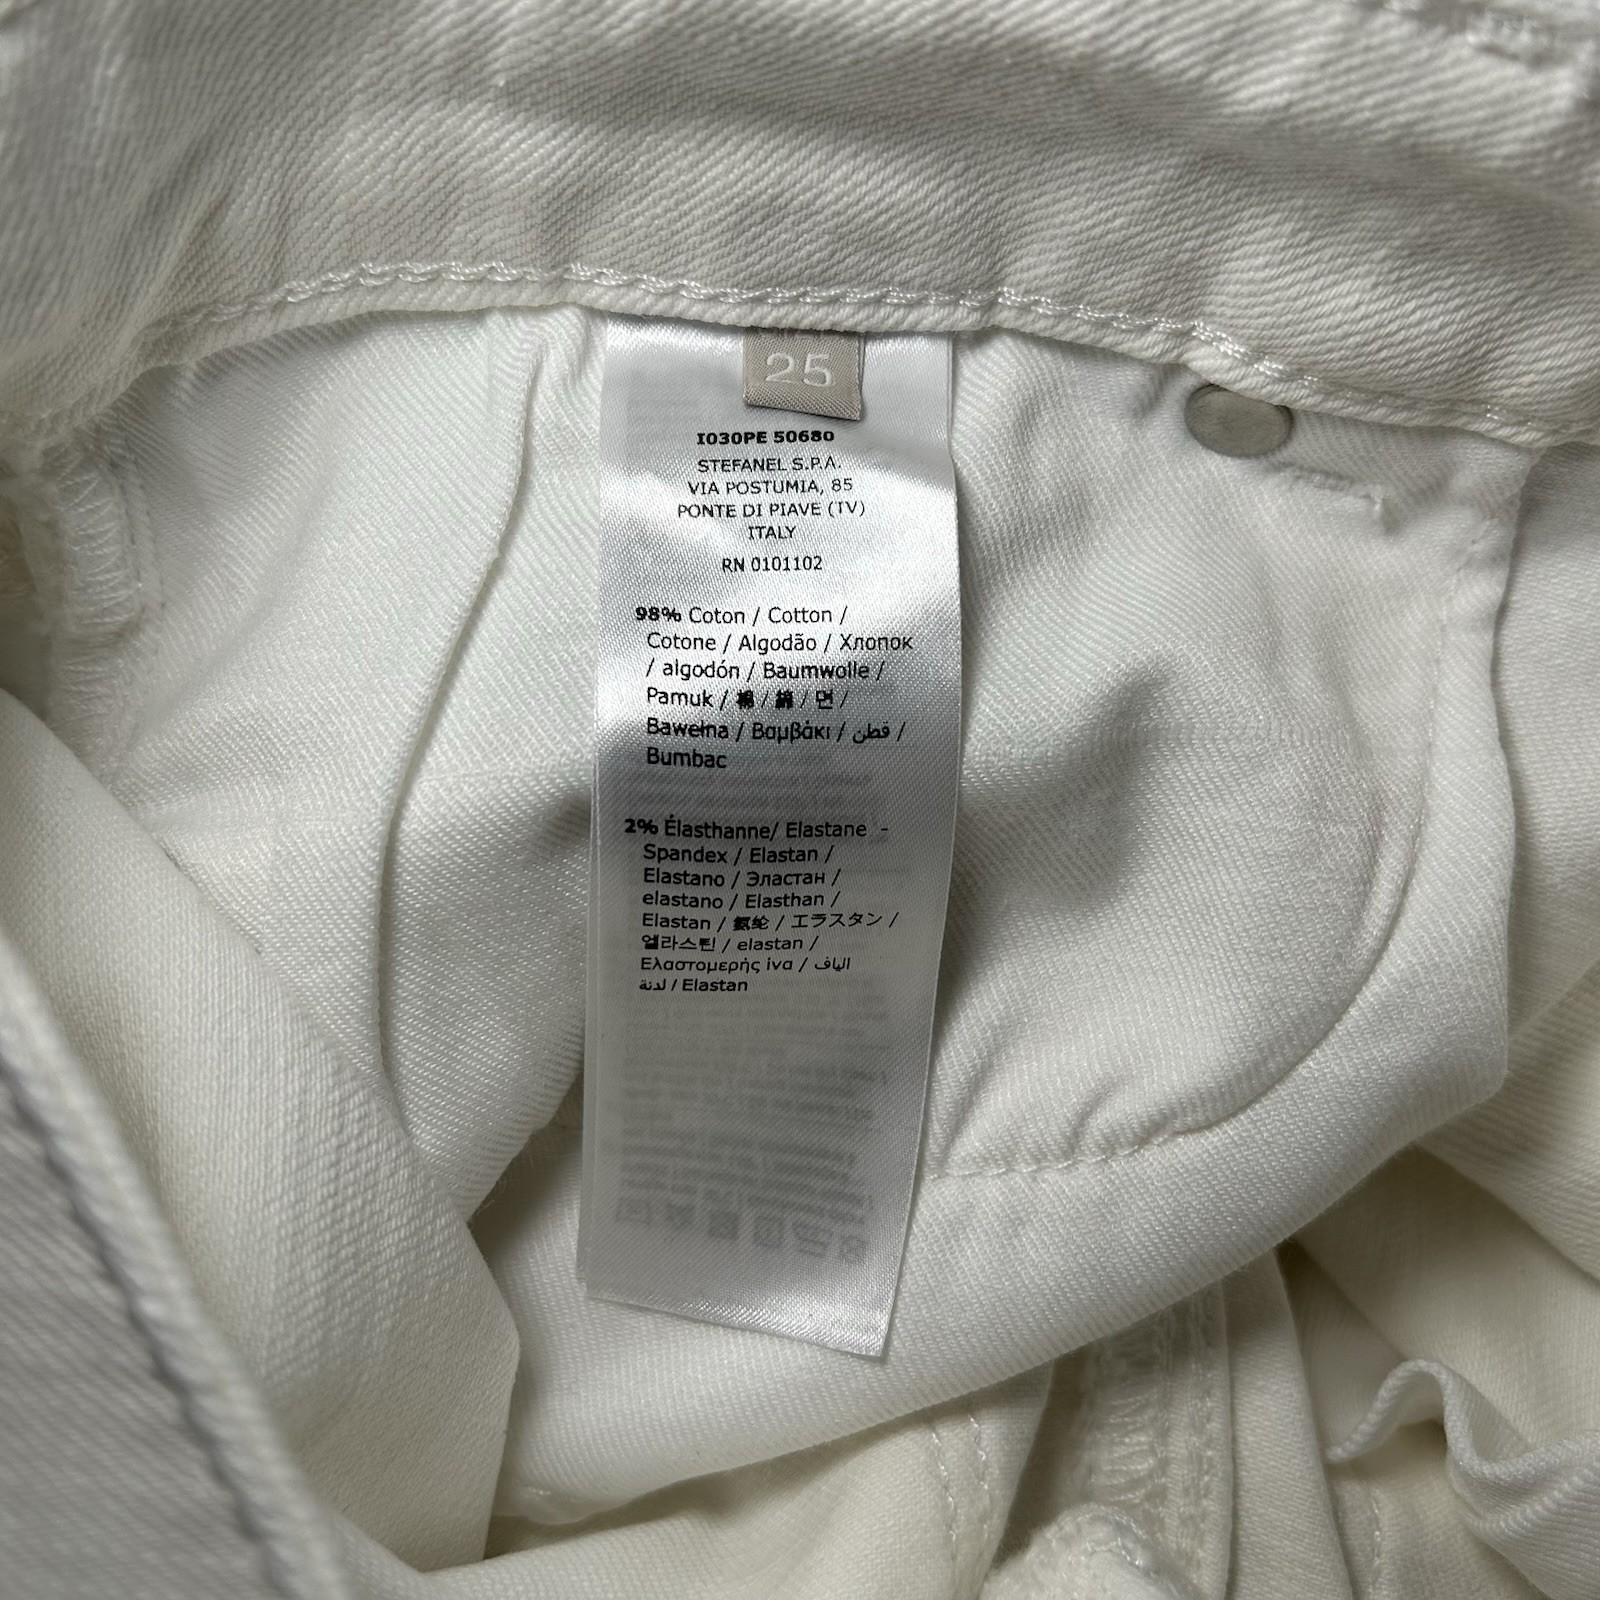 25
I030PE 50680
STEFANEL S.P.A.
VIA POSTUMIA, 85
PONTE DI PIAVE (TV)
ITALY
RN 0101102
98% Coton / Cotton /
Cotone / Algodão / Хлопок
/ algodón / Baumwolle /
Pamuk / 棉 / 綿 / 면 /
Bawełna / Βαμβάκι / قطن /
Bumbac
2% Élasthanne/ Elastane -
Spandex / Elastan /
Elastano / Эластан /
elastano / Elasthan /
Elastan / 氨纶 / エラスタン /
엘라스틴 / elastan /
Ελαστομερής ίνα / الياف
لدنة / Elastan